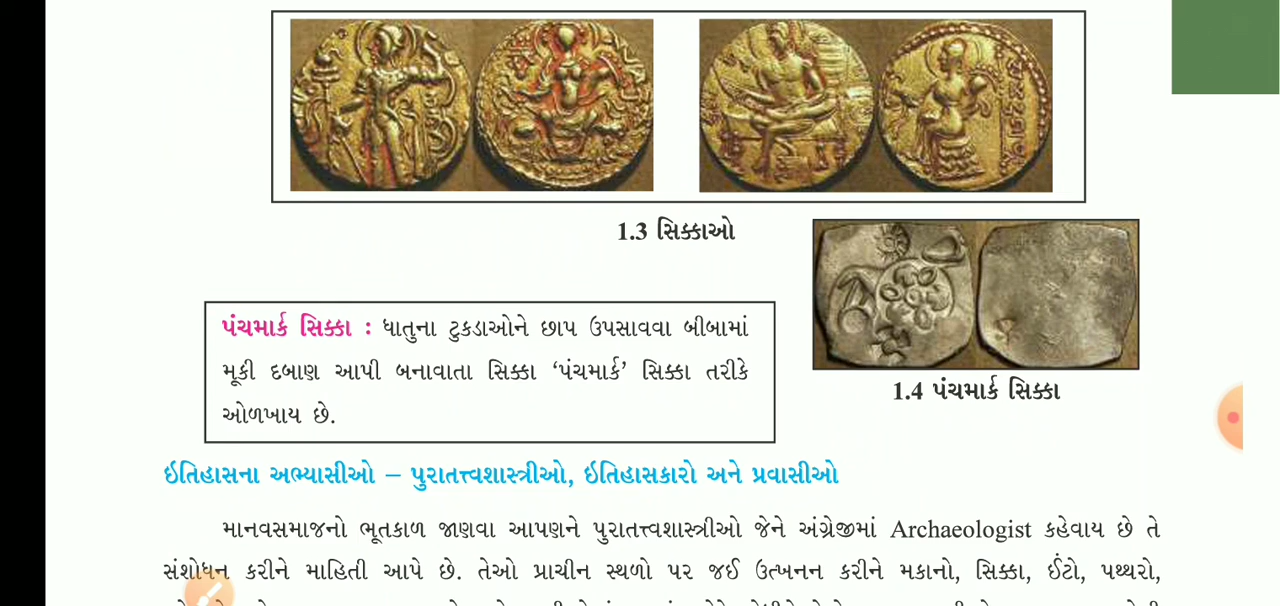 1.3 સિક્કાઓ
પંચમાર્ક સિક્કા : ધાતુના ટુકડાઓને છાપ ઉપસાવવા બીબામાં
મૂકી દબાણ આપી બનાવાતા સિક્કા ‘પંચમાર્ક’ સિક્કા તરીકે
ઓળખાય છે.
1.4 પંચમાર્ક સિક્કા
ઇતિહાસના અભ્યાસીઓ – પુરાતત્ત્વશાસ્ત્રીઓ, ઇતિહાસકારો અને પ્રવાસીઓ
માનવસમાજનો ભૂતકાળ જાણવા આપણને પુરાતત્ત્વશાસ્ત્રીઓ જેને અંગ્રેજીમાં Archaeologist કહેવાય છે તે
સંશોધન કરીને માહિતી આપે છે. તેઓ પ્રાચીન સ્થળો પર જઈ ઉત્ખનન કરીને મકાનો, સિક્કા, ઈંટો, પથ્થરો,